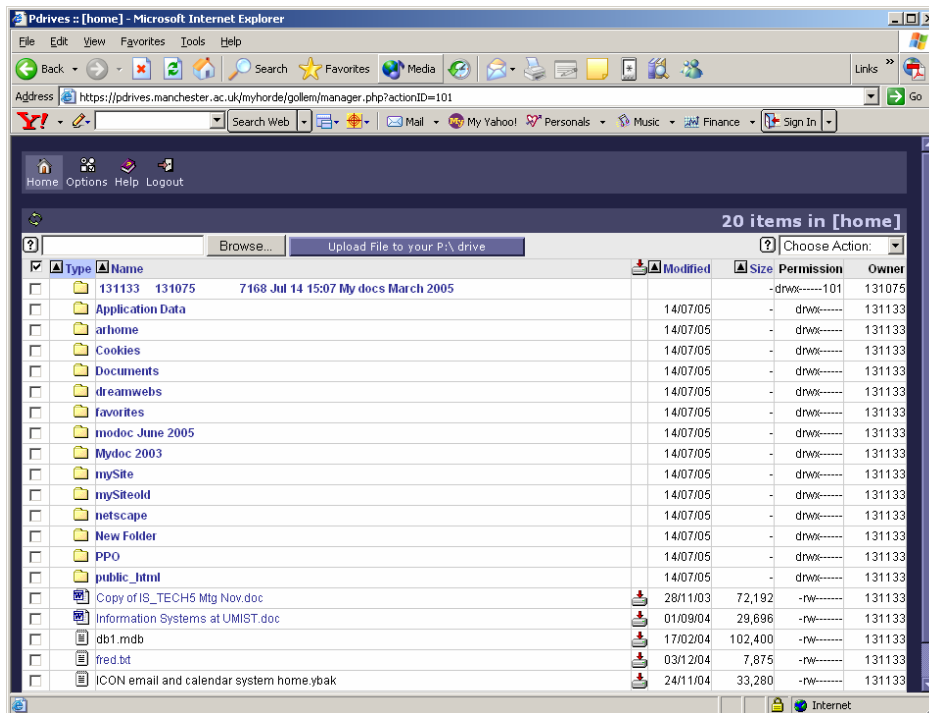 Pdrives :: [home] - Microsoft Internet Explorer
File Edit View Favorites Tools Help
Back Search Favorites Media Links »
Address https://pdrives.manchester.ac.uk/myhorde/gollem/manager.php?actionID=101 Go
Y! Search Web Mail My Yahoo! Personals Music Finance Sign In
Home Options Help Logout
20 items in [home]
? Browse... Upload File to your P:\ drive ? Choose Action:
Type Name Modified Size Permission Owner
131133 131075 7168 Jul 14 15:07 My docs March 2005 - drwx------101 131075
Application Data 14/07/05 - drwx------ 131133
arhome 14/07/05 - drwx------ 131133
Cookies 14/07/05 - drwx------ 131133
Documents 14/07/05 - drwx------ 131133
dreamwebs 14/07/05 - drwx------ 131133
favorites 14/07/05 - drwx------ 131133
modoc June 2005 14/07/05 - drwx------ 131133
Mydoc 2003 14/07/05 - drwx------ 131133
mySite 14/07/05 - drwx------ 131133
mySiteold 14/07/05 - drwx------ 131133
netscape 14/07/05 - drwx------ 131133
New Folder 14/07/05 - drwx------ 131133
PPO 14/07/05 - drwx------ 131133
public_html 14/07/05 - drwx------ 131133
Copy of IS_TECH5 Mtg Nov.doc 28/11/03 72,192 -rw------- 131133
Information Systems at UMIST.doc 01/09/04 29,696 -rw------- 131133
db1.mdb 17/02/04 102,400 -rw------- 131133
fred.txt 03/12/04 7,875 -rw------- 131133
ICON email and calendar system home.ybak 24/11/04 33,280 -rw------- 131133
Internet